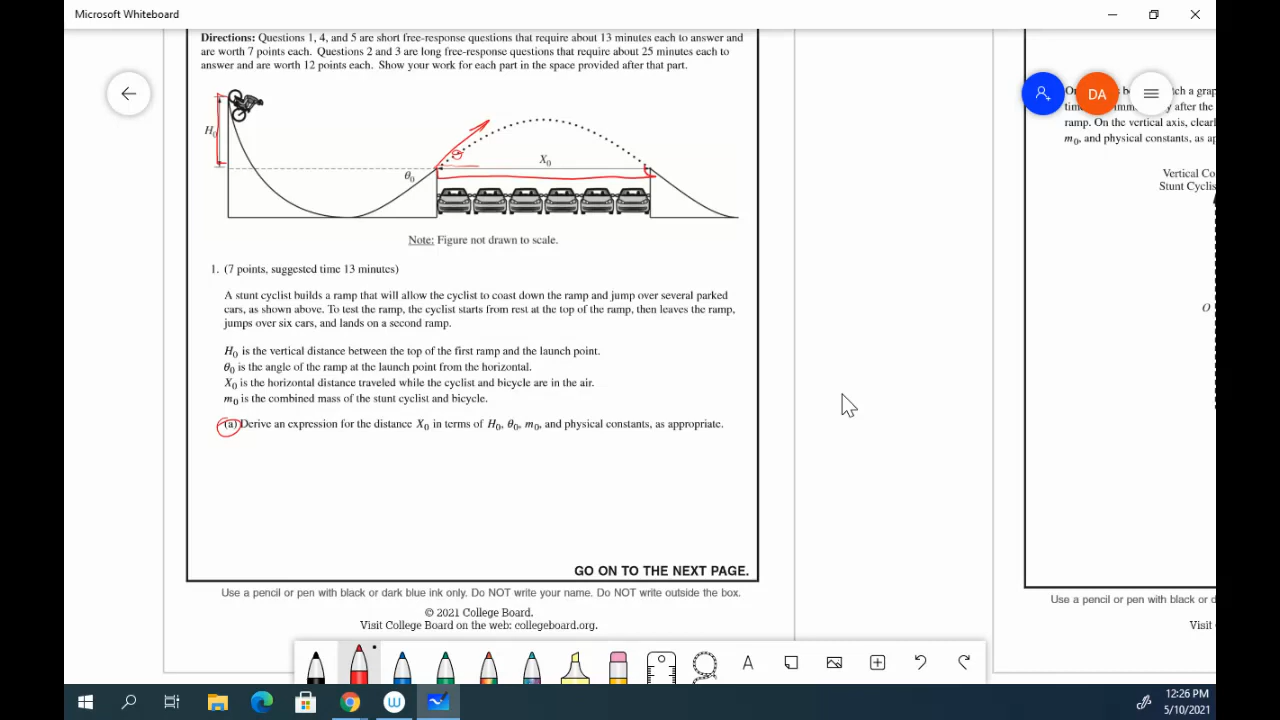 Microsoft Whiteboard
Directions: Questions 1, 4, and 5 are short free-response questions that require about 13 minutes each to answer and
are worth 7 points each. Questions 2 and 3 are long free-response questions that require about 25 minutes each to
answer and are worth 12 points each. Show your work for each part in the space provided after that part.
H₀
θ
X₀
θ₀
Note: Figure not drawn to scale.
1. (7 points, suggested time 13 minutes)
A stunt cyclist builds a ramp that will allow the cyclist to coast down the ramp and jump over several parked
cars, as shown above. To test the ramp, the cyclist starts from rest at the top of the ramp, then leaves the ramp,
jumps over six cars, and lands on a second ramp.
H₀ is the vertical distance between the top of the first ramp and the launch point.
θ₀ is the angle of the ramp at the launch point from the horizontal.
X₀ is the horizontal distance traveled while the cyclist and bicycle are in the air.
m₀ is the combined mass of the stunt cyclist and bicycle.
(a) Derive an expression for the distance X₀ in terms of H₀, θ₀, m₀, and physical constants, as appropriate.
GO ON TO THE NEXT PAGE.
Use a pencil or pen with black or dark blue ink only. Do NOT write your name. Do NOT write outside the box.
© 2021 College Board.
Visit College Board on the web: collegeboard.org.
DA
tch a grap
after the
ramp. On the vertical axis, clearl
m₀, and physical constants, as ap
Vertical Co
Stunt Cyclis
O
Use a pencil or pen with black or d
Visit
A
12:26 PM
5/10/2021